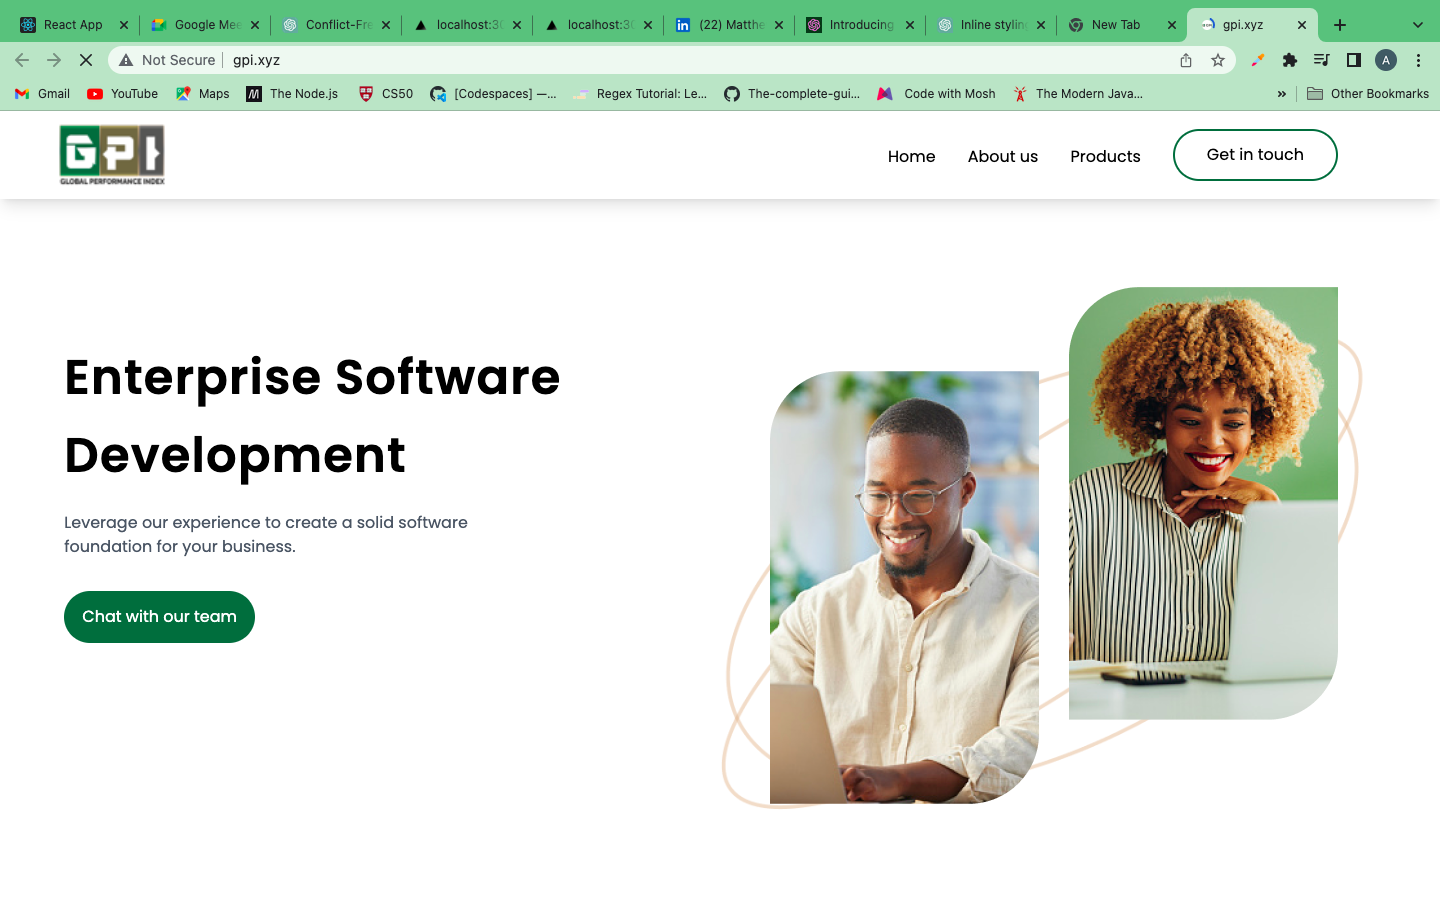 React App
Google Mee
Conflict-Fre
localhost:30
localhost:30
(22) Matthe
Introducing
Inline styling
New Tab
gpi.xyz
Not Secure
gpi.xyz
A
Gmail
YouTube
Maps
The Node.js
CS50
[Codespaces] —...
Regex Tutorial: Le...
The-complete-gui...
Code with Mosh
The Modern Java...
»
Other Bookmarks
GPI
GLOBAL PERFORMANCE INDEX
Home
About us
Products
Get in touch
Enterprise Software
Development
Leverage our experience to create a solid software
foundation for your business.
Chat with our team